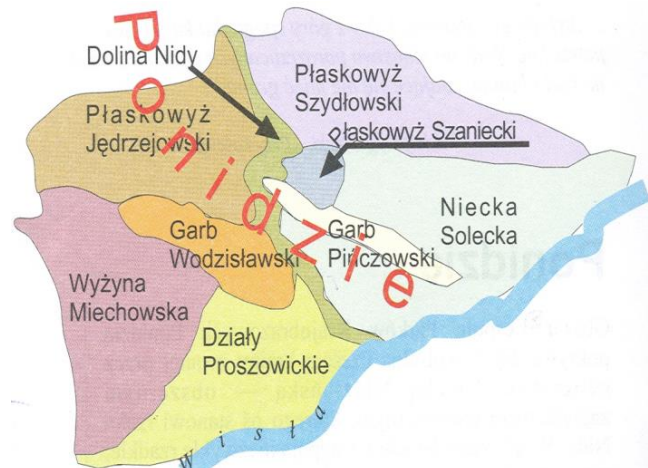 Ponidzie
Dolina Nidy
Płaskowyż
Szydłowski
Płaskowyż
Jędrzejowski
Płaskowyż Szaniecki
Garb
Wodzisławski
Garb
Pińczowski
Niecka
Solecka
Wyżyna
Miechowska
Działy
Proszowickie
Wisła